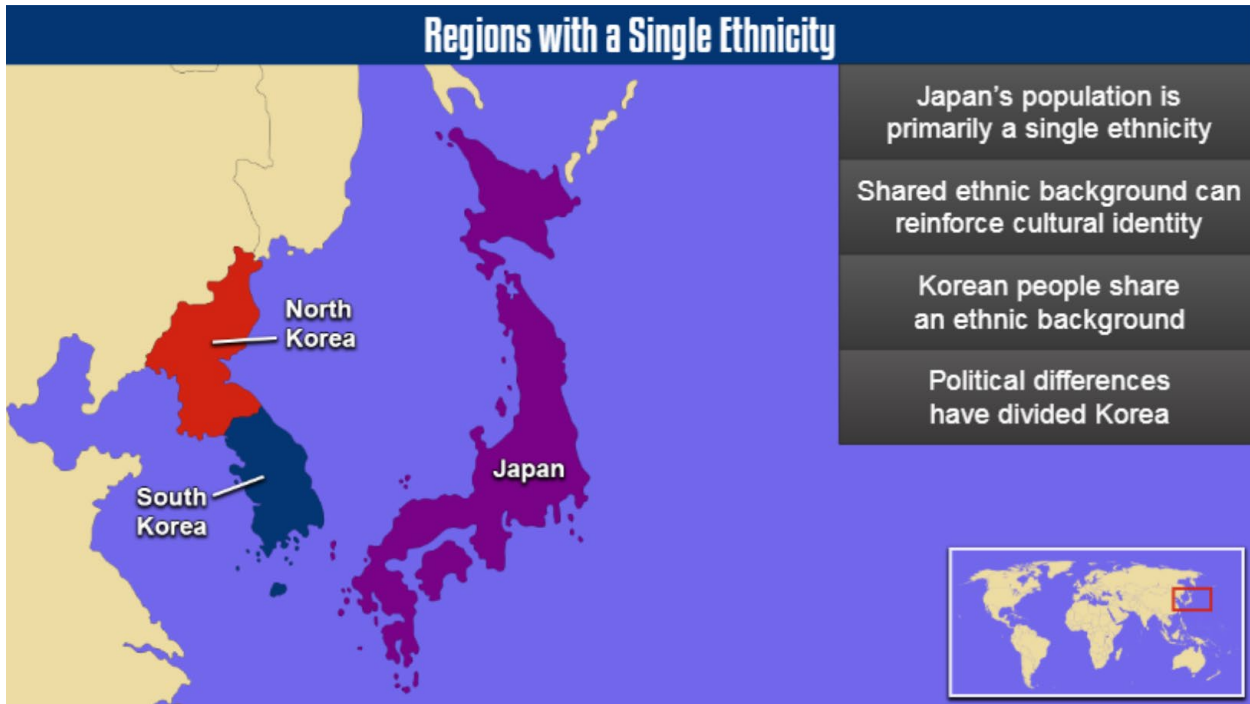 Regions with a Single Ethnicity
Japan’s population is
primarily a single ethnicity
Shared ethnic background can
reinforce cultural identity
Korean people share
an ethnic background
Political differences
have divided Korea
North
Korea
South
Korea
Japan